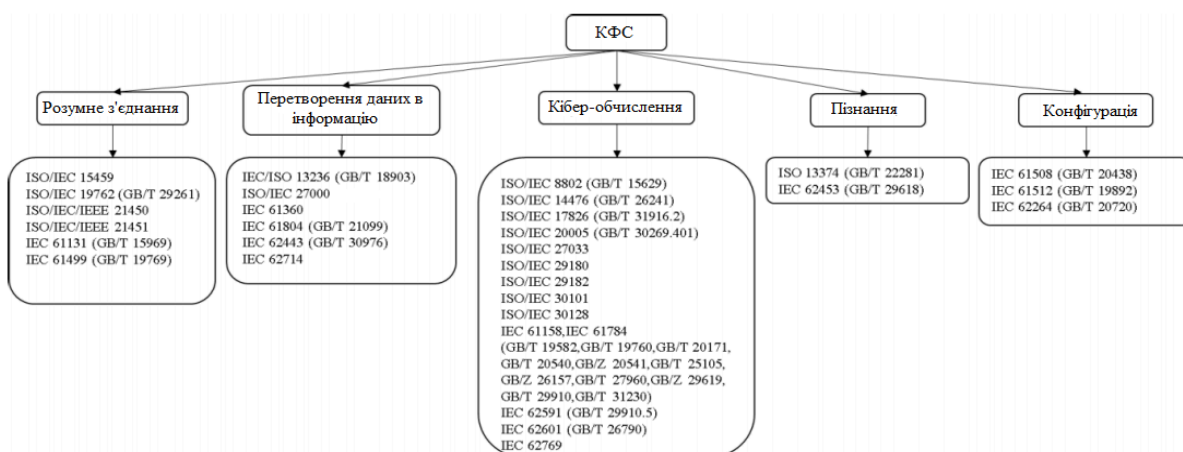 КФС
Розумне з'єднання
Перетворення даних в
інформацію
Кібер-обчислення
Пізнання
Конфігурація
ISO/IEC 15459
ISO/IEC 19762 (GB/T 29261)
ISO/IEC/IEEE 21450
ISO/IEC/IEEE 21451
IEC 61131 (GB/T 15969)
IEC 61499 (GB/T 19769)
IEC/ISO 13236 (GB/T 18903)
ISO/IEC 27000
IEC 61360
IEC 61804 (GB/T 21099)
IEC 62443 (GB/T 30976)
IEC 62714
ISO/IEC 8802 (GB/T 15629)
ISO/IEC 14476 (GB/T 26241)
ISO/IEC 17826 (GB/T 31916.2)
ISO/IEC 20005 (GB/T 30269.401)
ISO/IEC 27033
ISO/IEC 29180
ISO/IEC 29182
ISO/IEC 30101
ISO/IEC 30128
IEC 61158,IEC 61784
(GB/T 19582,GB/T 19760,GB/T 20171,
GB/T 20540,GB/Z 20541,GB/T 25105,
GB/Z 26157,GB/T 27960,GB/Z 29619,
GB/T 29910,GB/T 31230)
IEC 62591 (GB/T 29910.5)
IEC 62601 (GB/T 26790)
IEC 62769
ISO 13374 (GB/T 22281)
IEC 62453 (GB/T 29618)
IEC 61508 (GB/T 20438)
IEC 61512 (GB/T 19892)
IEC 62264 (GB/T 20720)